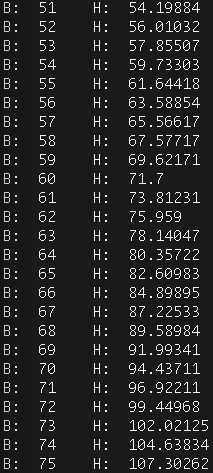 B: 51 H: 54.19884
B: 52 H: 56.01032
B: 53 H: 57.85507
B: 54 H: 59.73303
B: 55 H: 61.64418
B: 56 H: 63.58854
B: 57 H: 65.56617
B: 58 H: 67.57717
B: 59 H: 69.62171
B: 60 H: 71.7
B: 61 H: 73.81231
B: 62 H: 75.959
B: 63 H: 78.14047
B: 64 H: 80.35722
B: 65 H: 82.60983
B: 66 H: 84.89895
B: 67 H: 87.22533
B: 68 H: 89.58984
B: 69 H: 91.99341
B: 70 H: 94.43711
B: 71 H: 96.92211
B: 72 H: 99.44968
B: 73 H: 102.02125
B: 74 H: 104.63834
B: 75 H: 107.30262